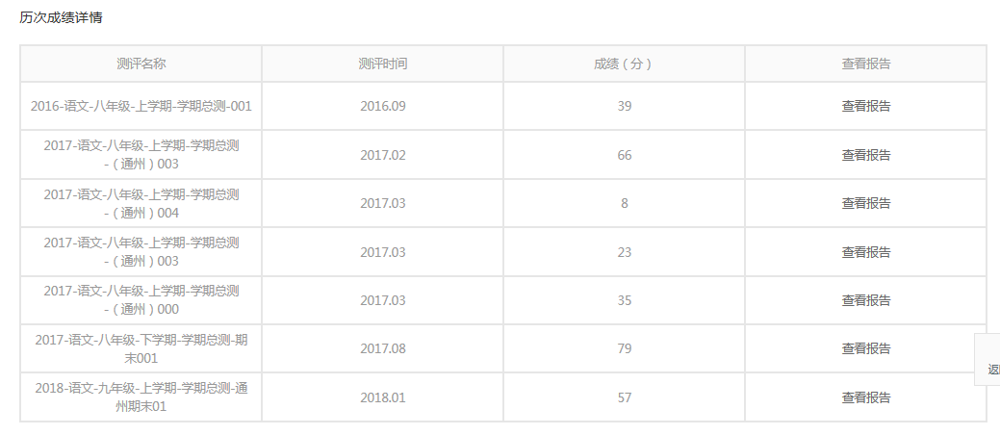 历次成绩详情
测评名称 测评时间 成绩（分） 查看报告
2016-语文-八年级-上学期-学期总测-001 2016.09 39 查看报告
2017-语文-八年级-上学期-学期总测
-（通州）003 2017.02 66 查看报告
2017-语文-八年级-上学期-学期总测
-（通州）004 2017.03 8 查看报告
2017-语文-八年级-上学期-学期总测
-（通州）003 2017.03 23 查看报告
2017-语文-八年级-上学期-学期总测
-（通州）000 2017.03 35 查看报告
2017-语文-八年级-下学期-学期总测-期
末001 2017.08 79 查看报告
2018-语文-九年级-上学期-学期总测-通
州期末01 2018.01 57 查看报告
返